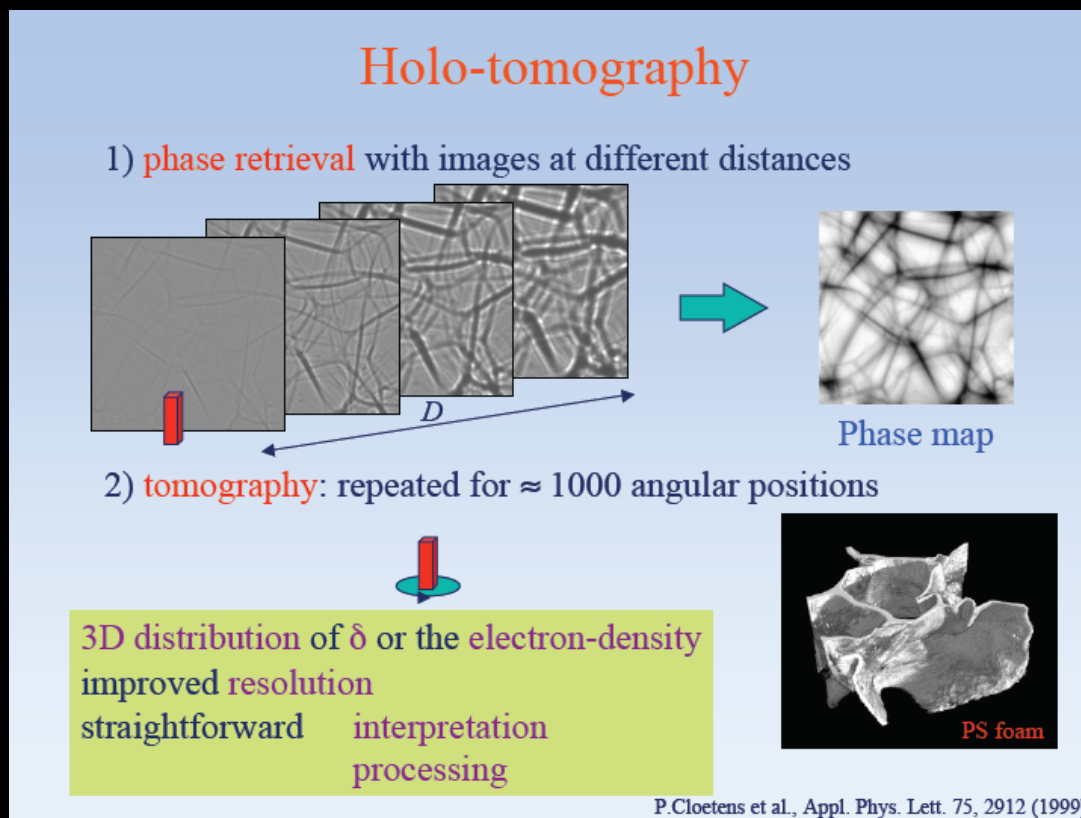 Holo-tomography
1) phase retrieval with images at different distances
D
Phase map
2) tomography: repeated for ≈ 1000 angular positions
3D distribution of δ or the electron-density
improved resolution
straightforward interpretation
processing
PS foam
P.Cloetens et al., Appl. Phys. Lett. 75, 2912 (1999)